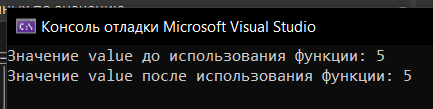 C:\
Консоль отладки Microsoft Visual Studio
Значение value до использования функции: 5
Значение value после использования функции: 5